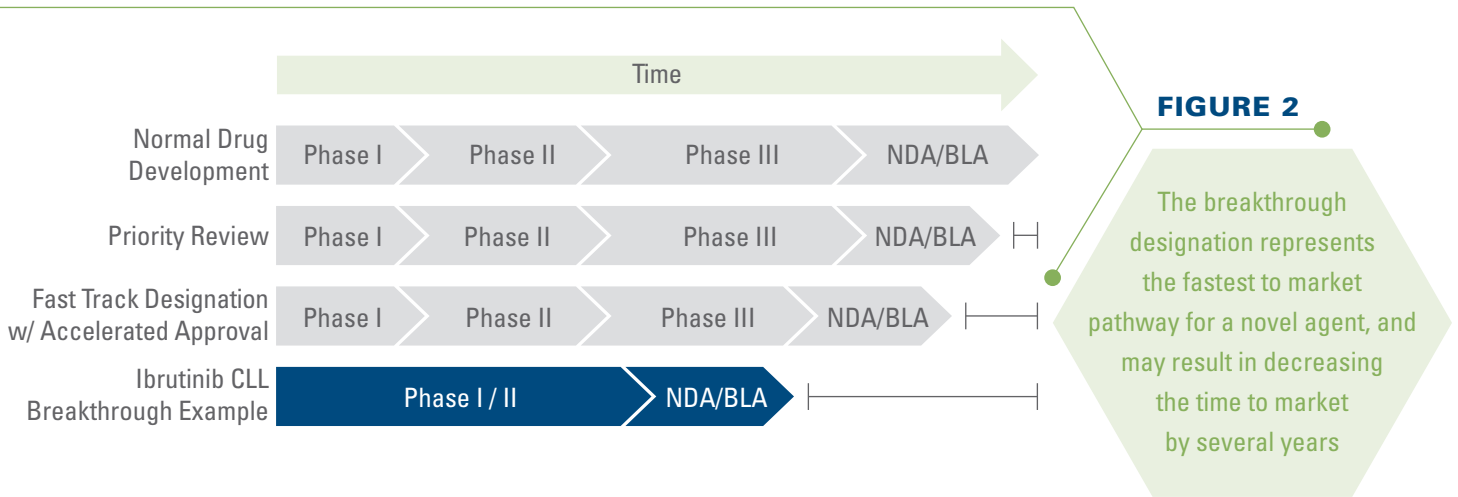 Time
Normal Drug
Development
Phase I
Phase II
Phase III
NDA/BLA
Priority Review
Phase I
Phase II
Phase III
NDA/BLA
Fast Track Designation
w/ Accelerated Approval
Phase I
Phase II
Phase III
NDA/BLA
Ibrutinib CLL
Breakthrough Example
Phase I / II
NDA/BLA
FIGURE 2
The breakthrough
designation represents
the fastest to market
pathway for a novel agent, and
may result in decreasing
the time to market
by several years